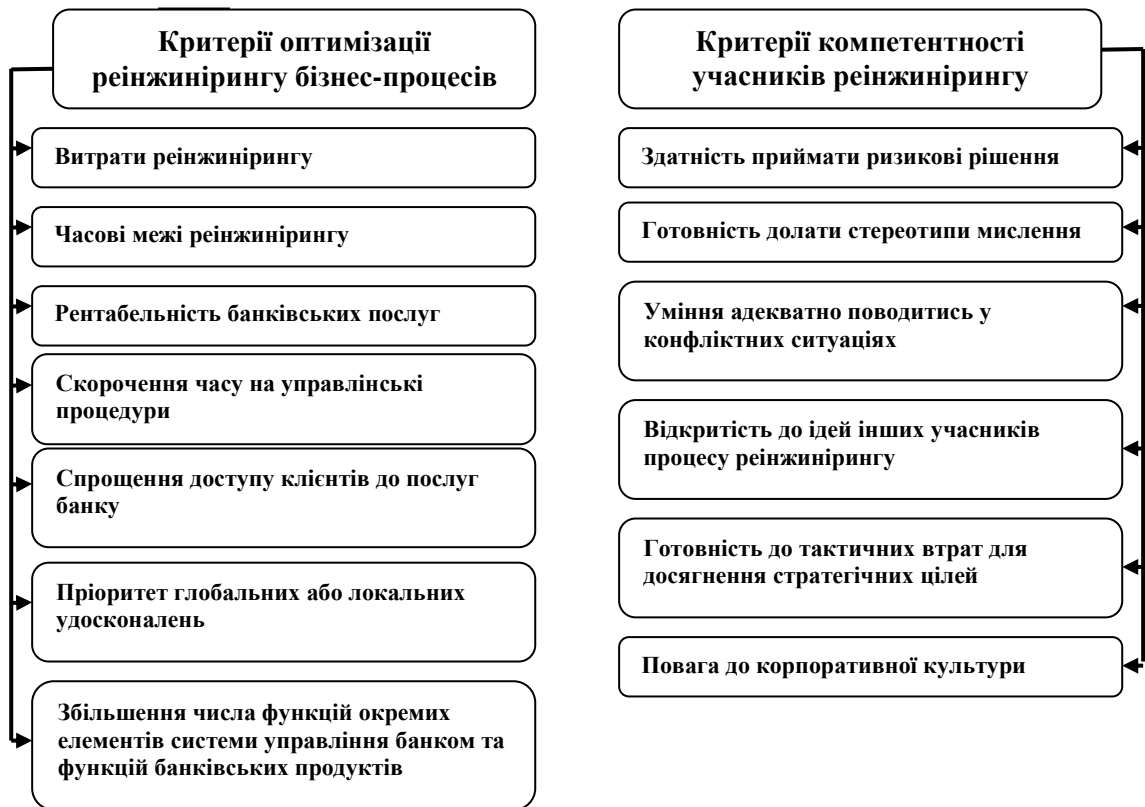 Критерії оптимізації
реінжинірингу бізнес-процесів
Витрати реінжинірингу
Часові межі реінжинірингу
Рентабельність банківських послуг
Скорочення часу на управлінські
процедури
Спрощення доступу клієнтів до послуг
банку
Пріоритет глобальних або локальних
удосконалень
Збільшення числа функцій окремих
елементів системи управління банком та
функцій банківських продуктів
Критерії компетентності
учасників реінжинірингу
Здатність приймати ризикові рішення
Готовність долати стереотипи мислення
Уміння адекватно поводитись у
конфліктних ситуаціях
Відкритість до ідей інших учасників
процесу реінжинірингу
Готовність до тактичних втрат для
досягнення стратегічних цілей
Повага до корпоративної культури